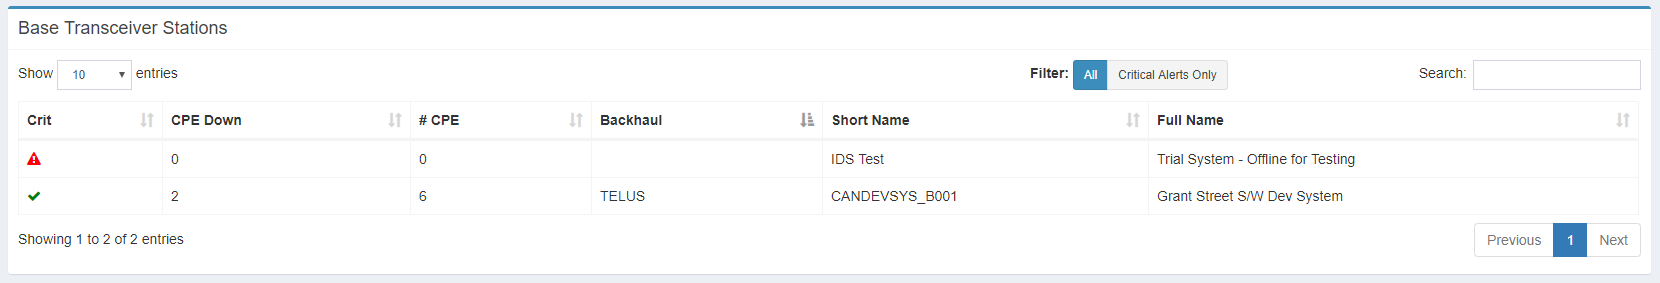 Base Transceiver Stations
Show 10 entries Filter: All Critical Alerts Only Search:
Crit CPE Down # CPE Backhaul Short Name Full Name
0 0 IDS Test Trial System - Offline for Testing
2 6 TELUS CANDEVSYS_B001 Grant Street S/W Dev System
Showing 1 to 2 of 2 entries Previous 1 Next